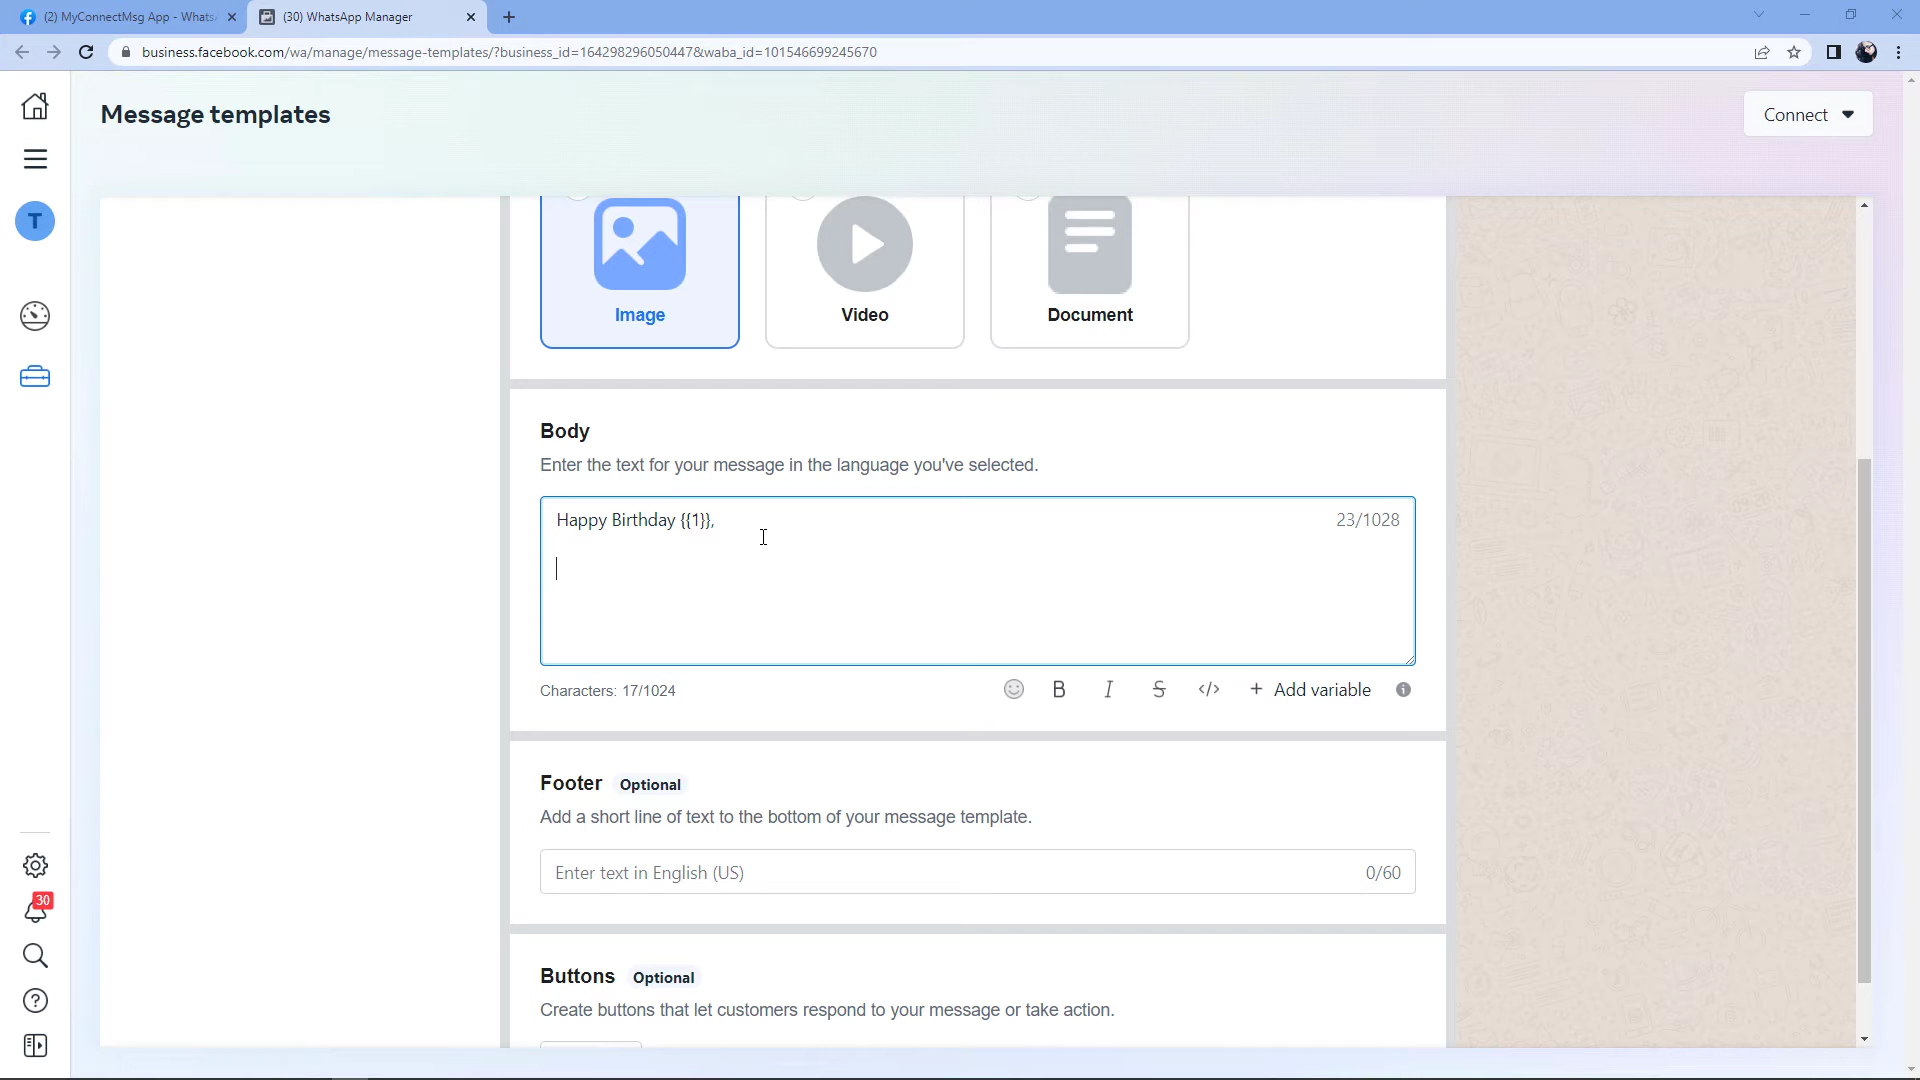 (2) MyConnectMsg App - Whats
(30) WhatsApp Manager
business.facebook.com/wa/manage/message-templates/?business_id=164298296050447&waba_id=101546699245670
Message templates
Connect
T
Image
Video
Document
Body
Enter the text for your message in the language you've selected.
Happy Birthday {{1}},
23/1028
Characters: 17/1024
B
I
S
</>
+ Add variable
Footer Optional
Add a short line of text to the bottom of your message template.
Enter text in English (US)
0/60
30
Buttons Optional
Create buttons that let customers respond to your message or take action.